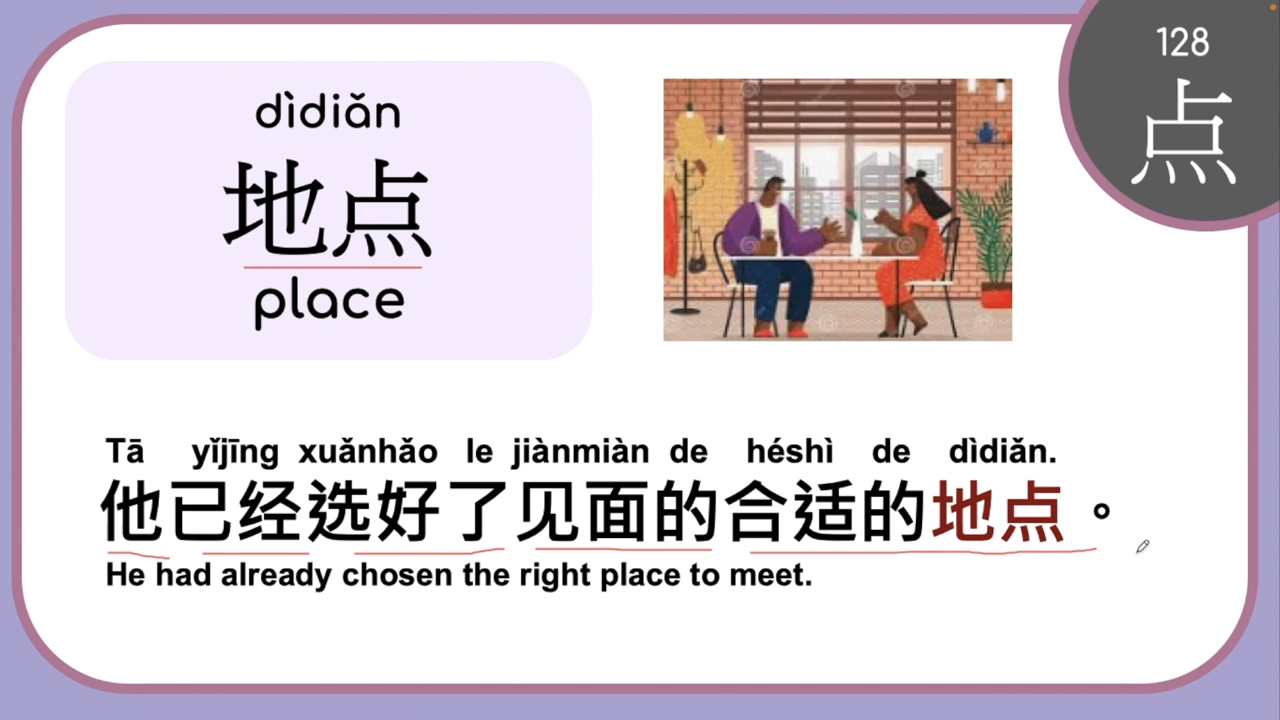 128
点
dìdiǎn
地点
place
Tā yǐjīng xuǎnhǎo le jiànmiàn de héshì de dìdiǎn.
他已经选好了见面的合适的地点。
He had already chosen the right place to meet.